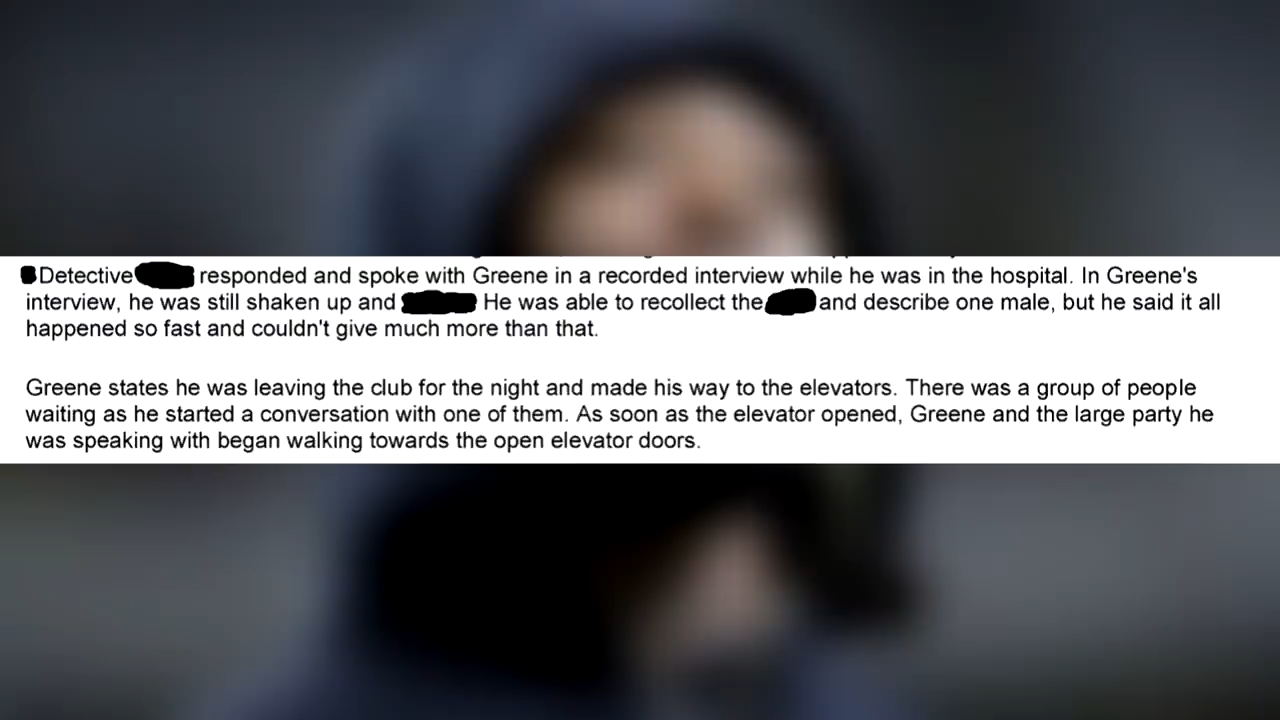 Detective responded and spoke with Greene in a recorded interview while he was in the hospital. In Greene's
interview, he was still shaken up and He was able to recollect the and describe one male, but he said it all
happened so fast and couldn't give much more than that.
Greene states he was leaving the club for the night and made his way to the elevators. There was a group of people
waiting as he started a conversation with one of them. As soon as the elevator opened, Greene and the large party he
was speaking with began walking towards the open elevator doors.